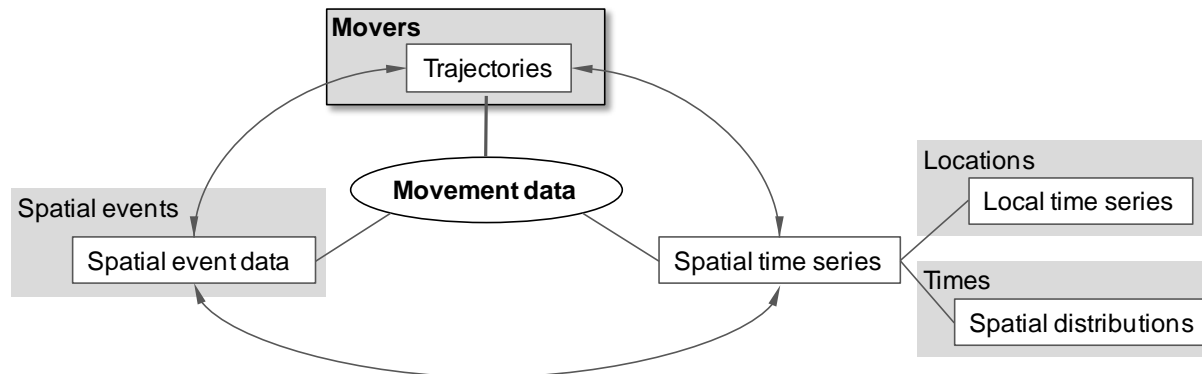 Movers
Trajectories
Movement data
Locations
Local time series
Spatial events
Spatial event data
Spatial time series
Times
Spatial distributions